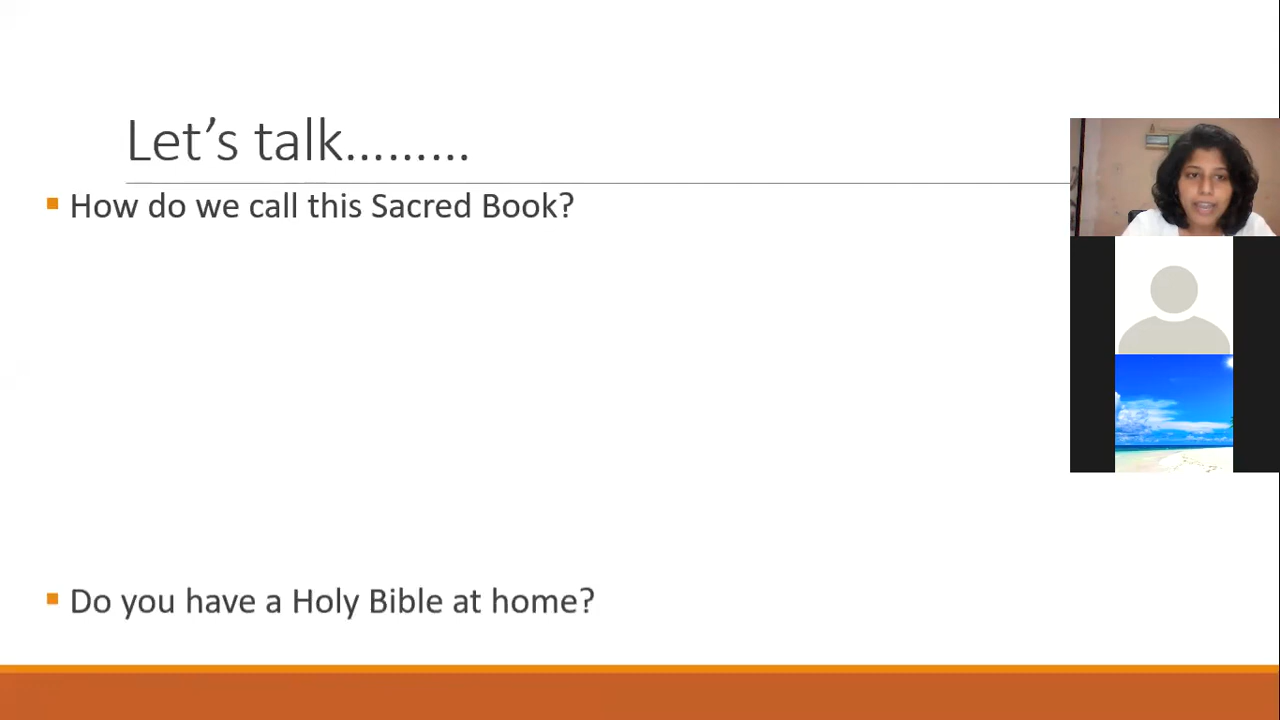 Let’s talk………
How do we call this Sacred Book?
Do you have a Holy Bible at home?